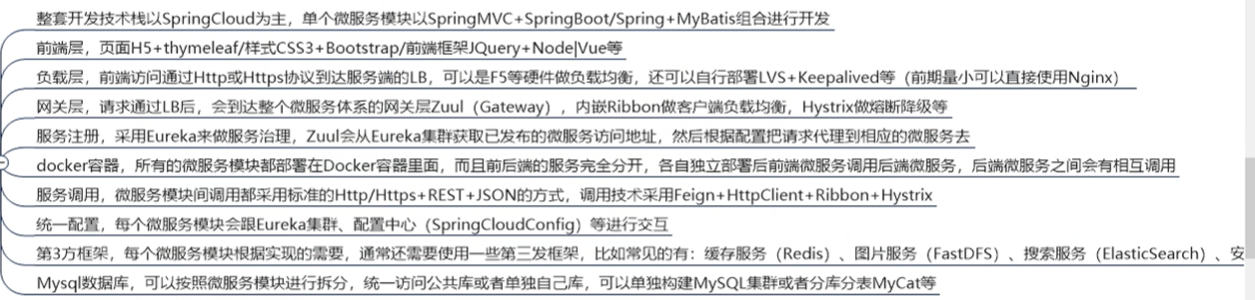 整套开发技术栈以SpringCloud为主，单个微服务模块以SpringMVC+SpringBoot/Spring+MyBatis组合进行开发
前端层，页面H5+thymeleaf/样式CSS3+Bootstrap/前端框架JQuery+Node|Vue等
负载层，前端访问通过Http或Https协议到达服务端的LB，可以是F5等硬件做负载均衡，还可以自行部署LVS+Keepalived等（前期量小可以直接使用Nginx）
网关层，请求通过LB后，会到达整个微服务体系的网关层Zuul（Gateway），内嵌Ribbon做客户端负载均衡，Hystrix做熔断降级等
服务注册，采用Eureka来做服务治理，Zuul会从Eureka集群获取已发布的微服务访问地址，然后根据配置把请求代理到相应的微服务去
docker容器，所有的微服务模块都部署在Docker容器里面，而且前后端的服务完全分开，各自独立部署后前端微服务调用后端微服务，后端微服务之间会有相互调用
服务调用，微服务模块间调用都采用标准的Http/Https+REST+JSON的方式，调用技术采用Feign+HttpClient+Ribbon+Hystrix
统一配置，每个微服务模块会跟Eureka集群、配置中心（SpringCloudConfig）等进行交互
第3方框架，每个微服务模块根据实现的需要，通常还需要使用一些第三发框架，比如常见的有：缓存服务（Redis）、图片服务（FastDFS）、搜索服务（ElasticSearch）、安
Mysql数据库，可以按照微服务模块进行拆分，统一访问公共库或者单独自己库，可以单独构建MySQL集群或者分库分表MyCat等